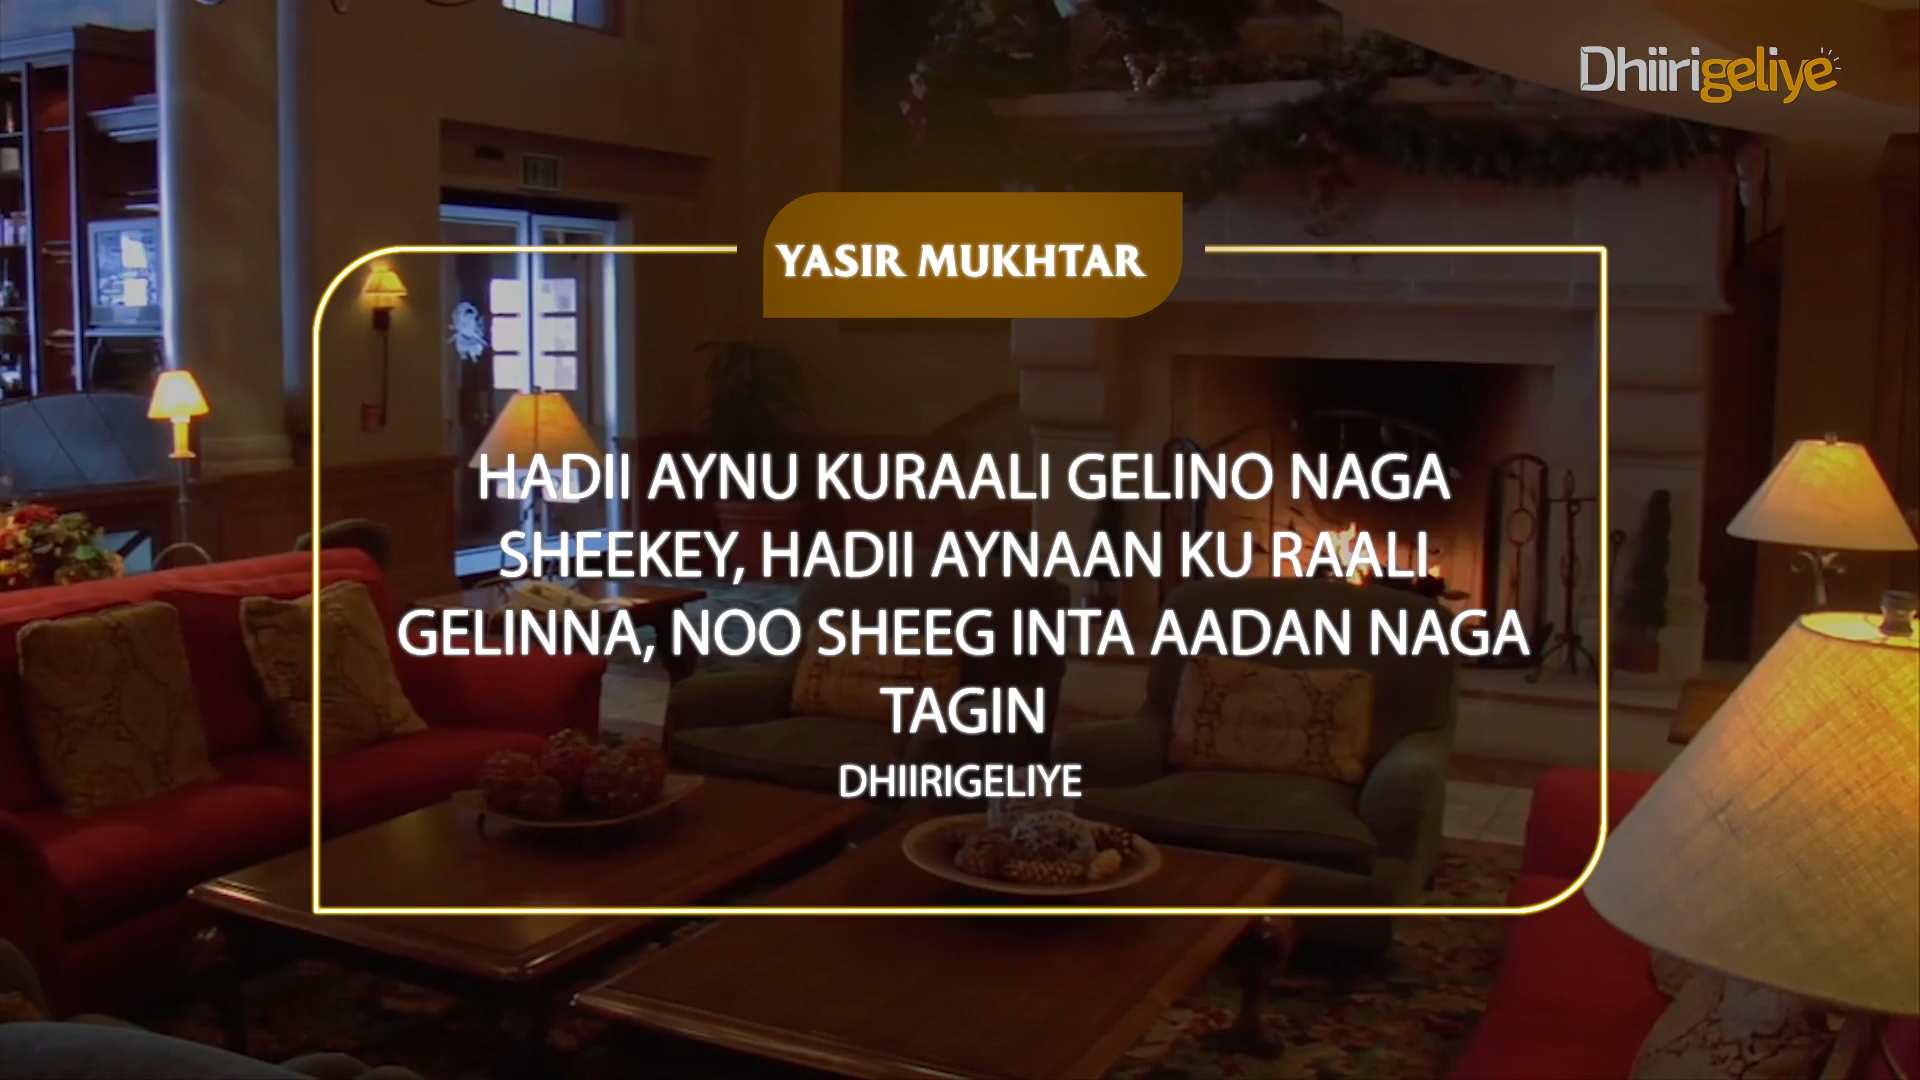 Dhiirigeliye
YASIR MUKHTAR
HADII AYNU KURAALI GELINO NAGA
SHEEKEY, HADII AYNAAN KU RAALI
GELINNA, NOO SHEEG INTA AADAN NAGA
TAGIN
DHIIRIGELIYE